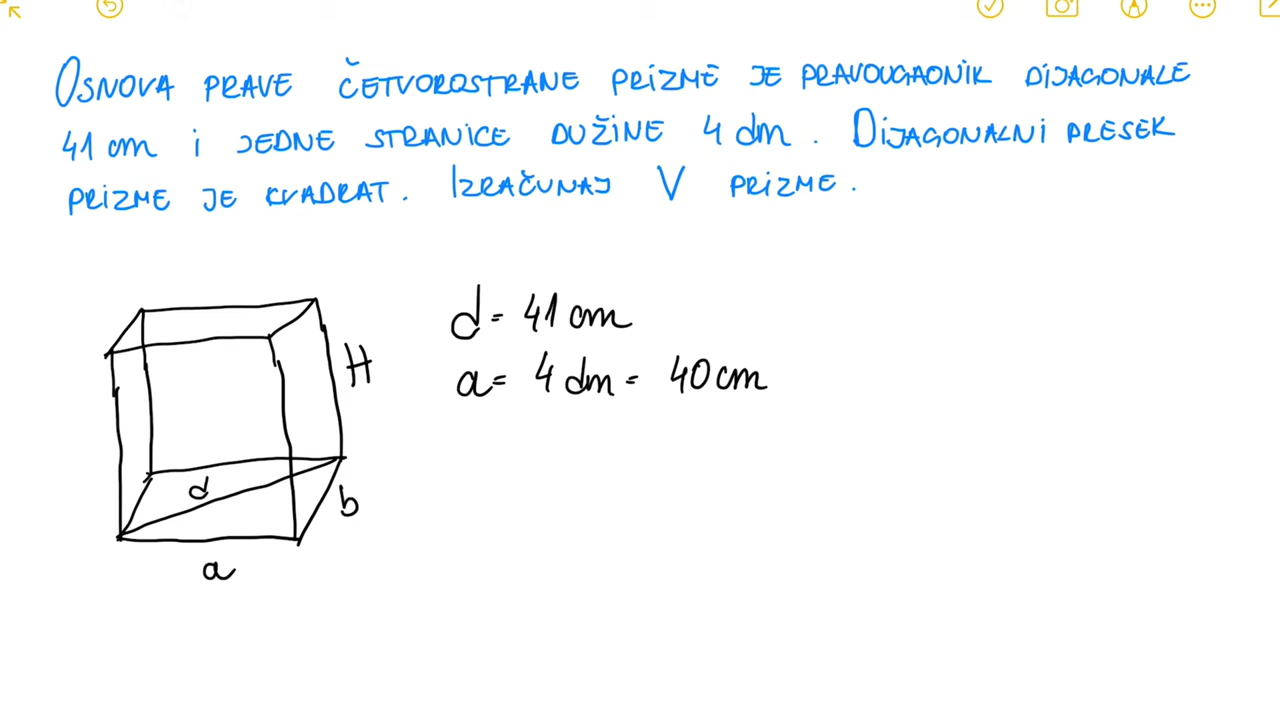 OSNOVA PRAVE ČETVOROSTRANE PRIZME JE PRAVOUGAONIK DIJAGONALE
41 cm i JEDNE STRANICE DUŽINE 4 dm. DIJAGONALNI PRESEK
PRIZME JE KVADRAT. IZRAČUNAJ V PRIZME.
d = 41 cm
a = 4 dm = 40 cm
H
d
b
a